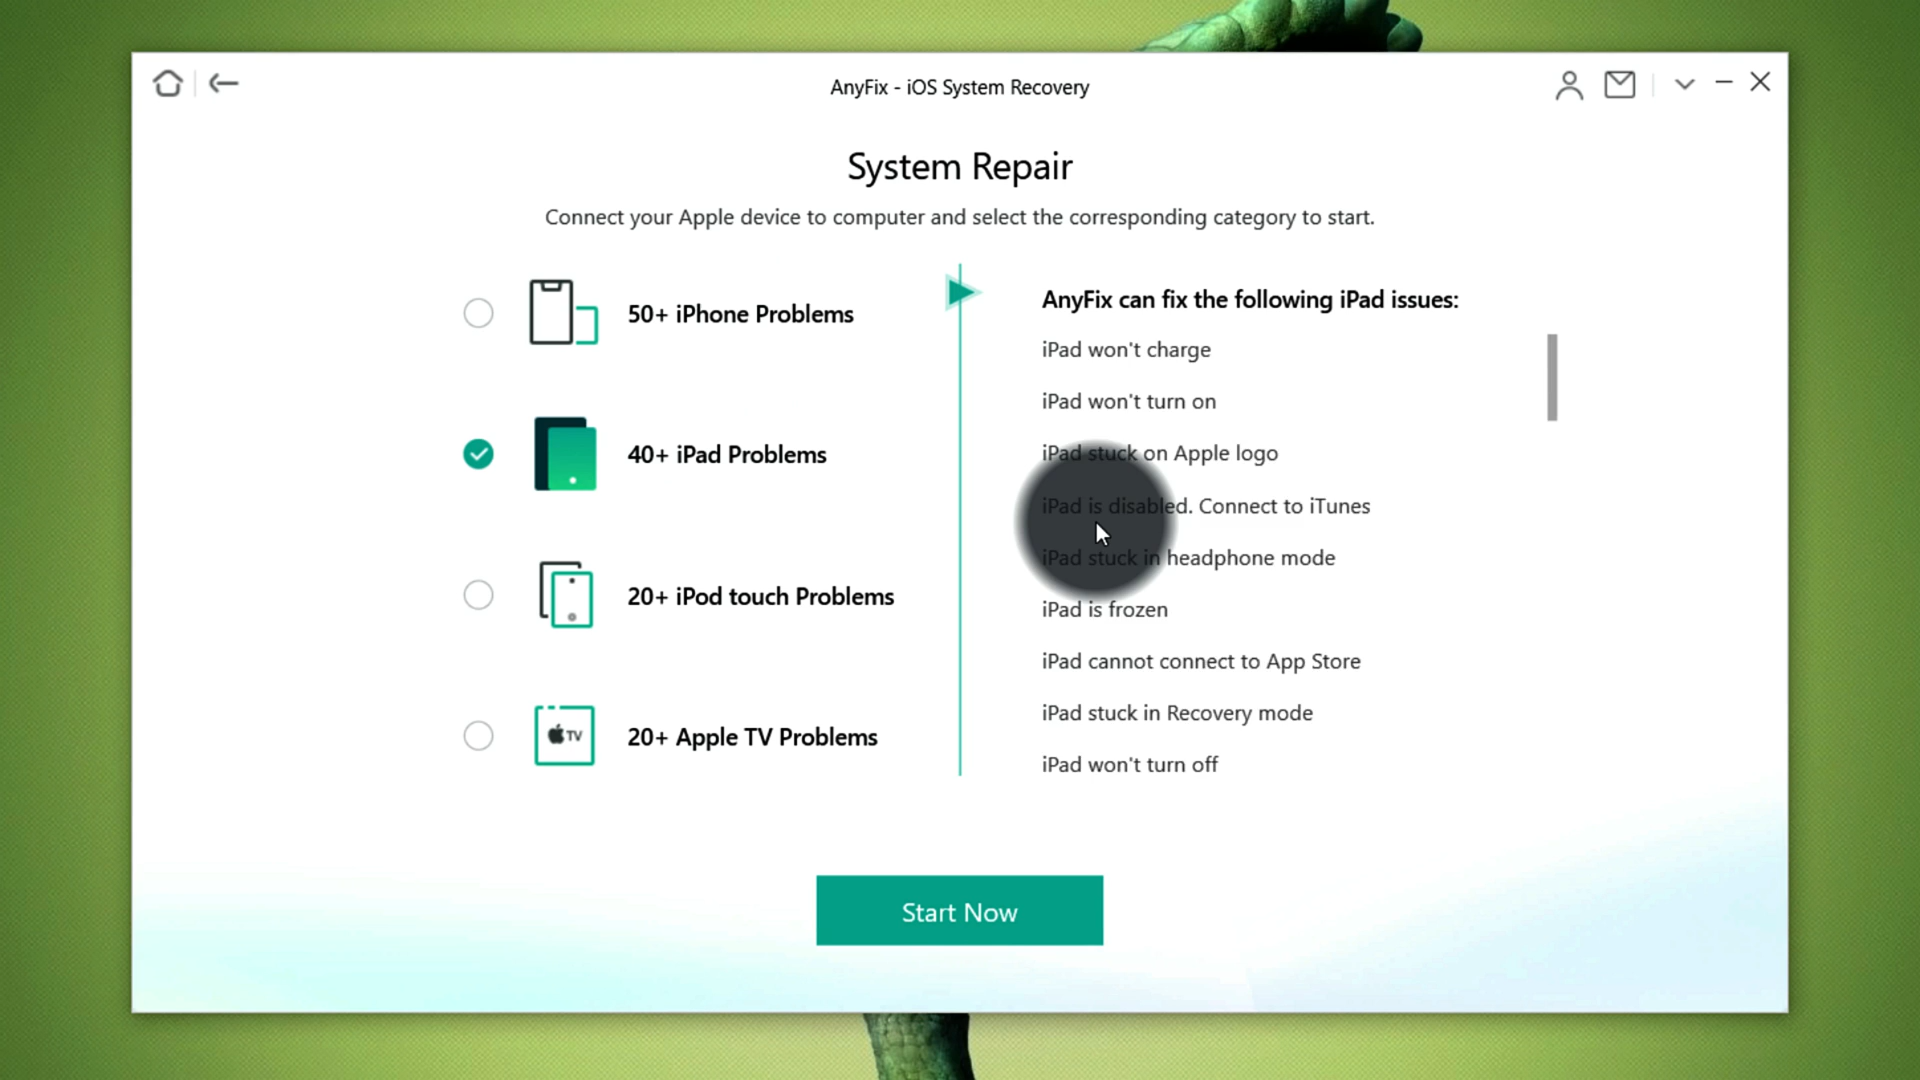 AnyFix - iOS System Recovery
System Repair
Connect your Apple device to computer and select the corresponding category to start.
50+ iPhone Problems
40+ iPad Problems
20+ iPod touch Problems
TV
20+ Apple TV Problems
AnyFix can fix the following iPad issues:
iPad won't charge
iPad won't turn on
iPad stuck on Apple logo
iPad is disabled. Connect to iTunes
iPad stuck in headphone mode
iPad is frozen
iPad cannot connect to App Store
iPad stuck in Recovery mode
iPad won't turn off
Start Now